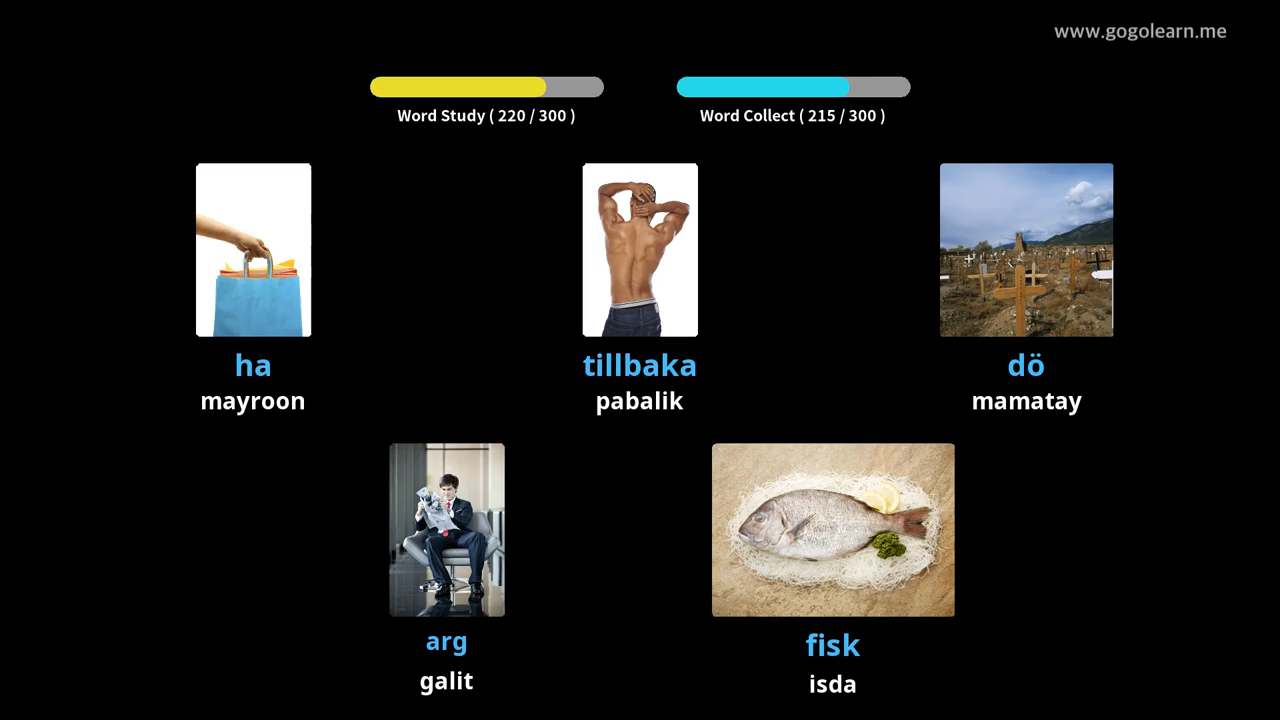 www.gogolearn.me
Word Study ( 220 / 300 )
Word Collect ( 215 / 300 )
ha
mayroon
tillbaka
pabalik
dö
mamatay
arg
galit
fisk
isda